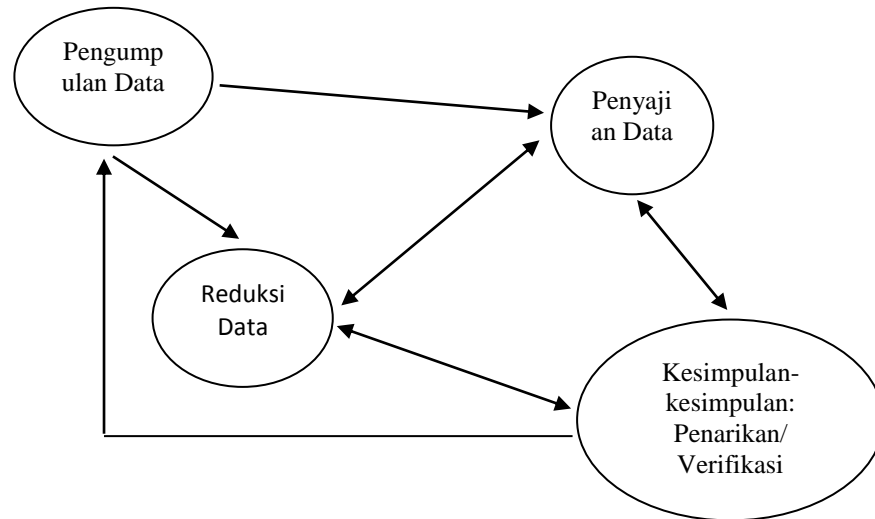 Pengump
ulan Data
Penyaji
an Data
Reduksi
Data
Kesimpulan-
kesimpulan:
Penarikan/
Verifikasi